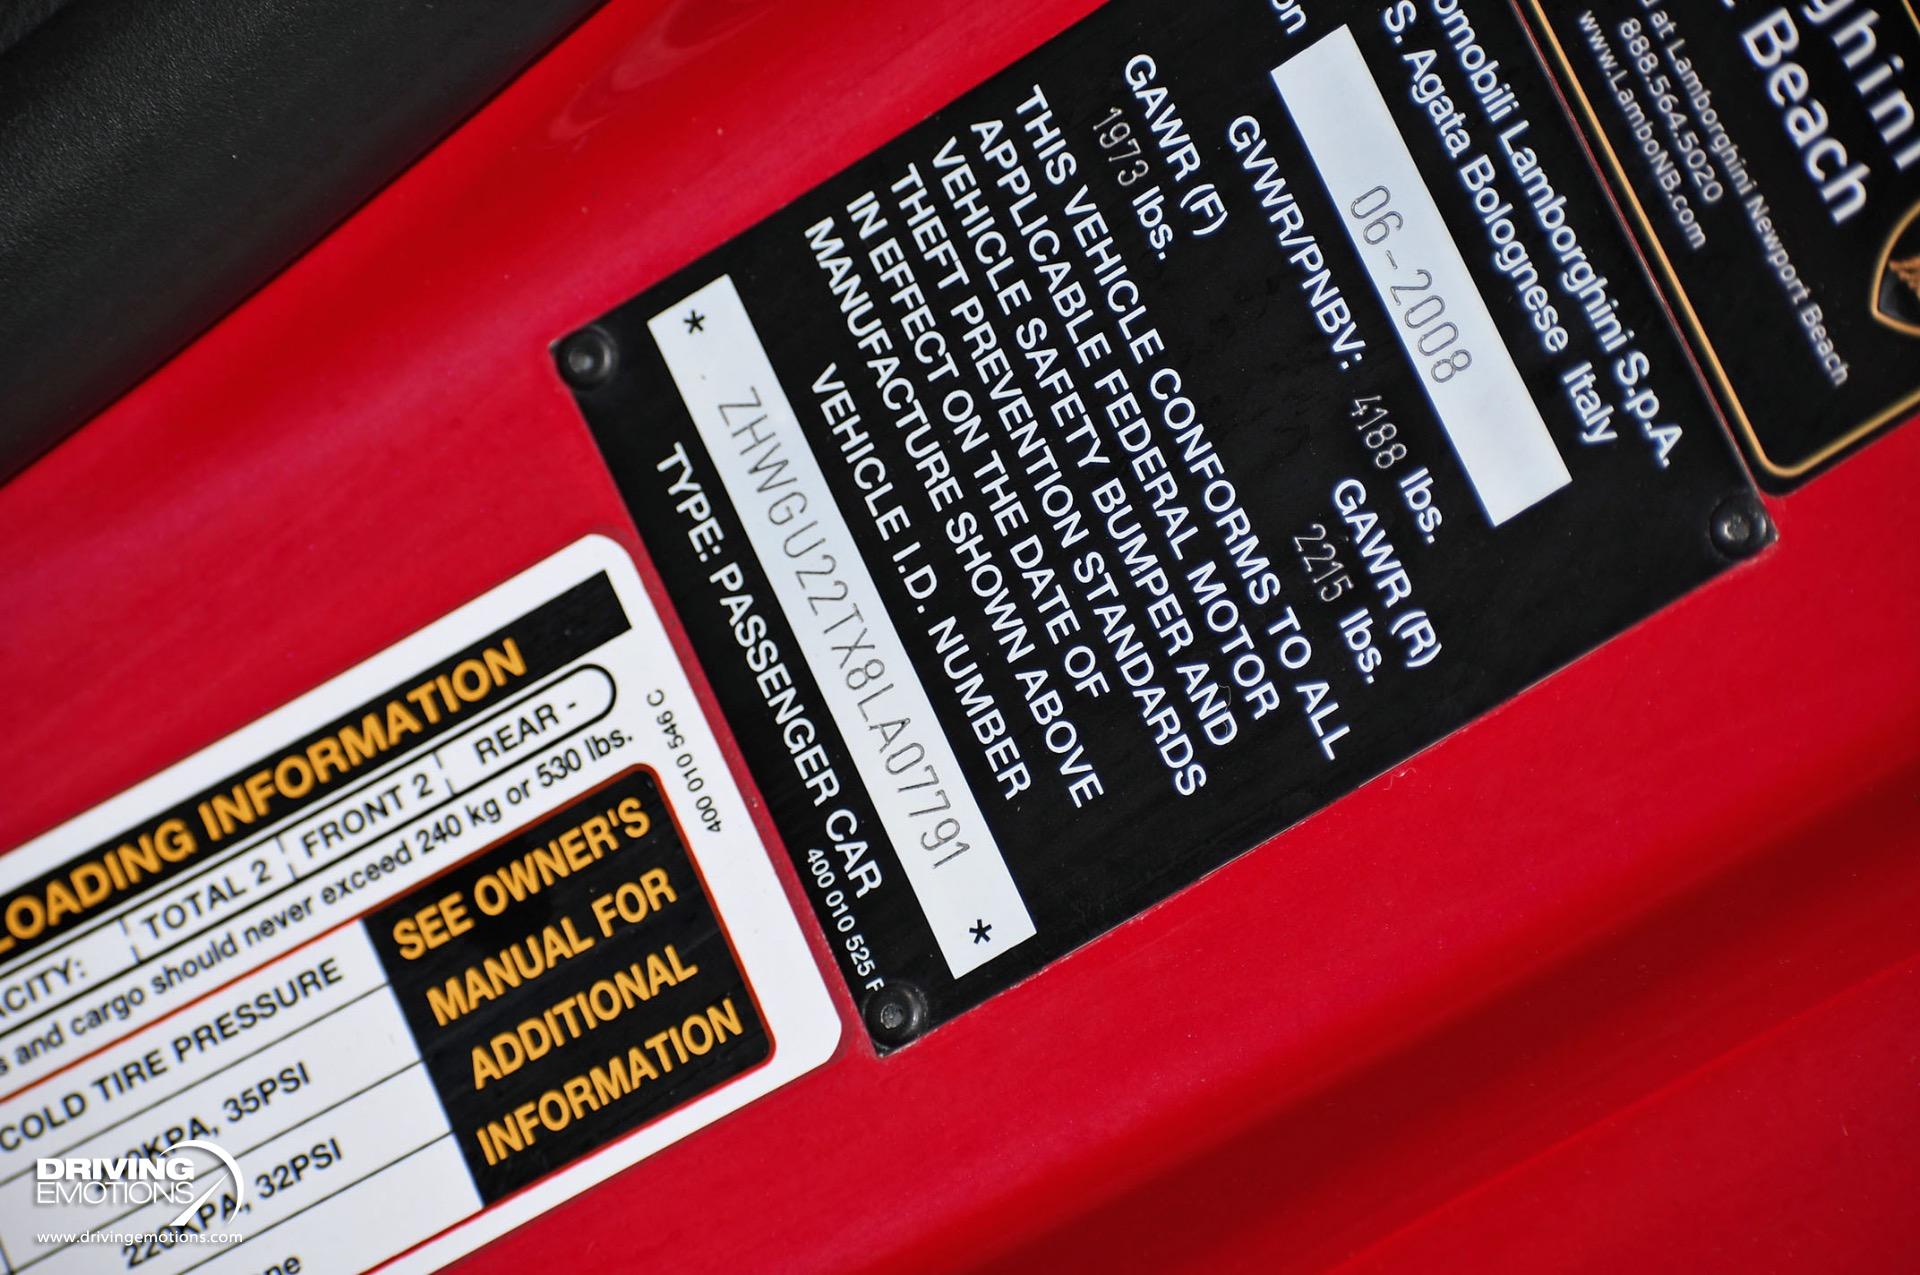 ghini
Beach
d at Lamborghini Newport Beach
888.564.5020
www.LamboNB.com
omobili Lamborghini S.p.A.
S. Agata Bolognese Italy
on
06-2008
GVWR/PNBV: 4188 lbs.
GAWR (F) GAWR (R)
1973 lbs. 2215 lbs.
THIS VEHICLE CONFORMS TO ALL
APPLICABLE FEDERAL MOTOR
VEHICLE SAFETY BUMPER AND
THEFT PREVENTION STANDARDS
IN EFFECT ON THE DATE OF
MANUFACTURE SHOWN ABOVE
VEHICLE I.D. NUMBER
* ZHWGU22TX8LA07791 *
TYPE: PASSENGER CAR
400 010 525 F
LOADING INFORMATION
ACITY: TOTAL 2 FRONT 2 REAR -
s and cargo should never exceed 240 kg or 530 lbs.
COLD TIRE PRESSURE
0KPA, 35PSI
220KPA, 32PSI
one
SEE OWNER'S
MANUAL FOR
ADDITIONAL
INFORMATION
400 010 546 C
DRIVING
EMOTIONS
www.drivingemotions.com